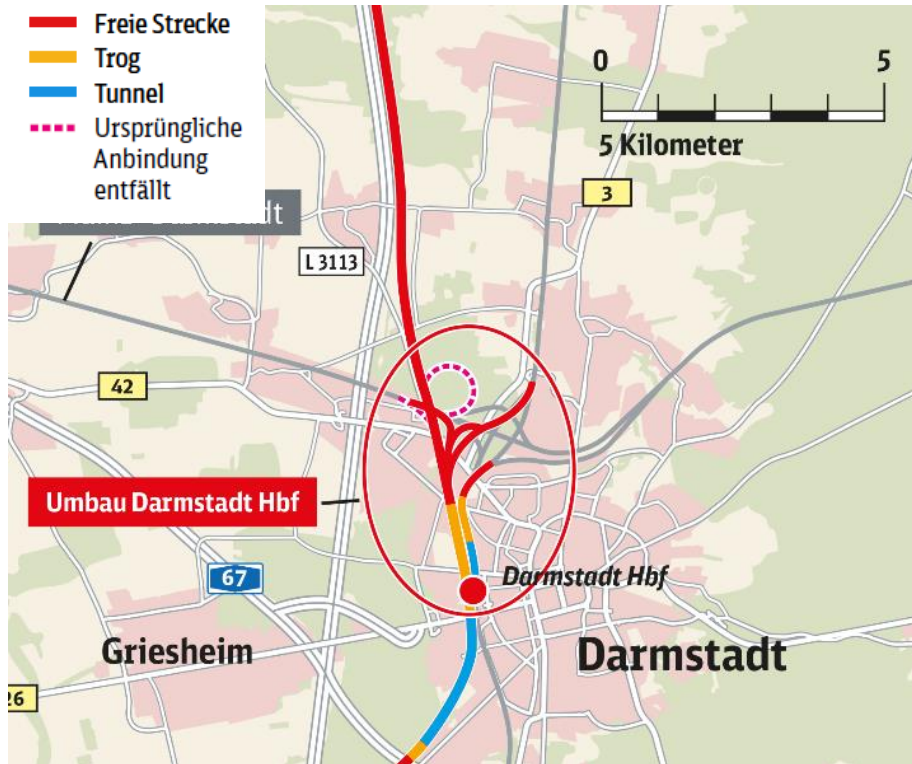 Freie Strecke
Trog
Tunnel
Ursprüngliche
Anbindung
entfällt
0
5
5 Kilometer
3
L 3113
42
Umbau Darmstadt Hbf
67
Darmstadt Hbf
Griesheim
Darmstadt
26